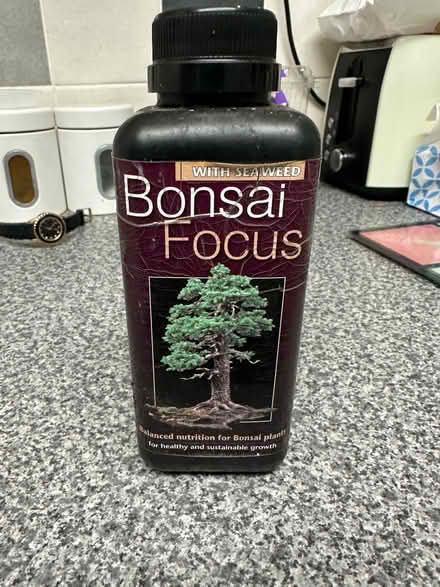 WITH SEAWEED
Bonsai
Focus
Balanced nutrition for Bonsai plants
for healthy and sustainable growth